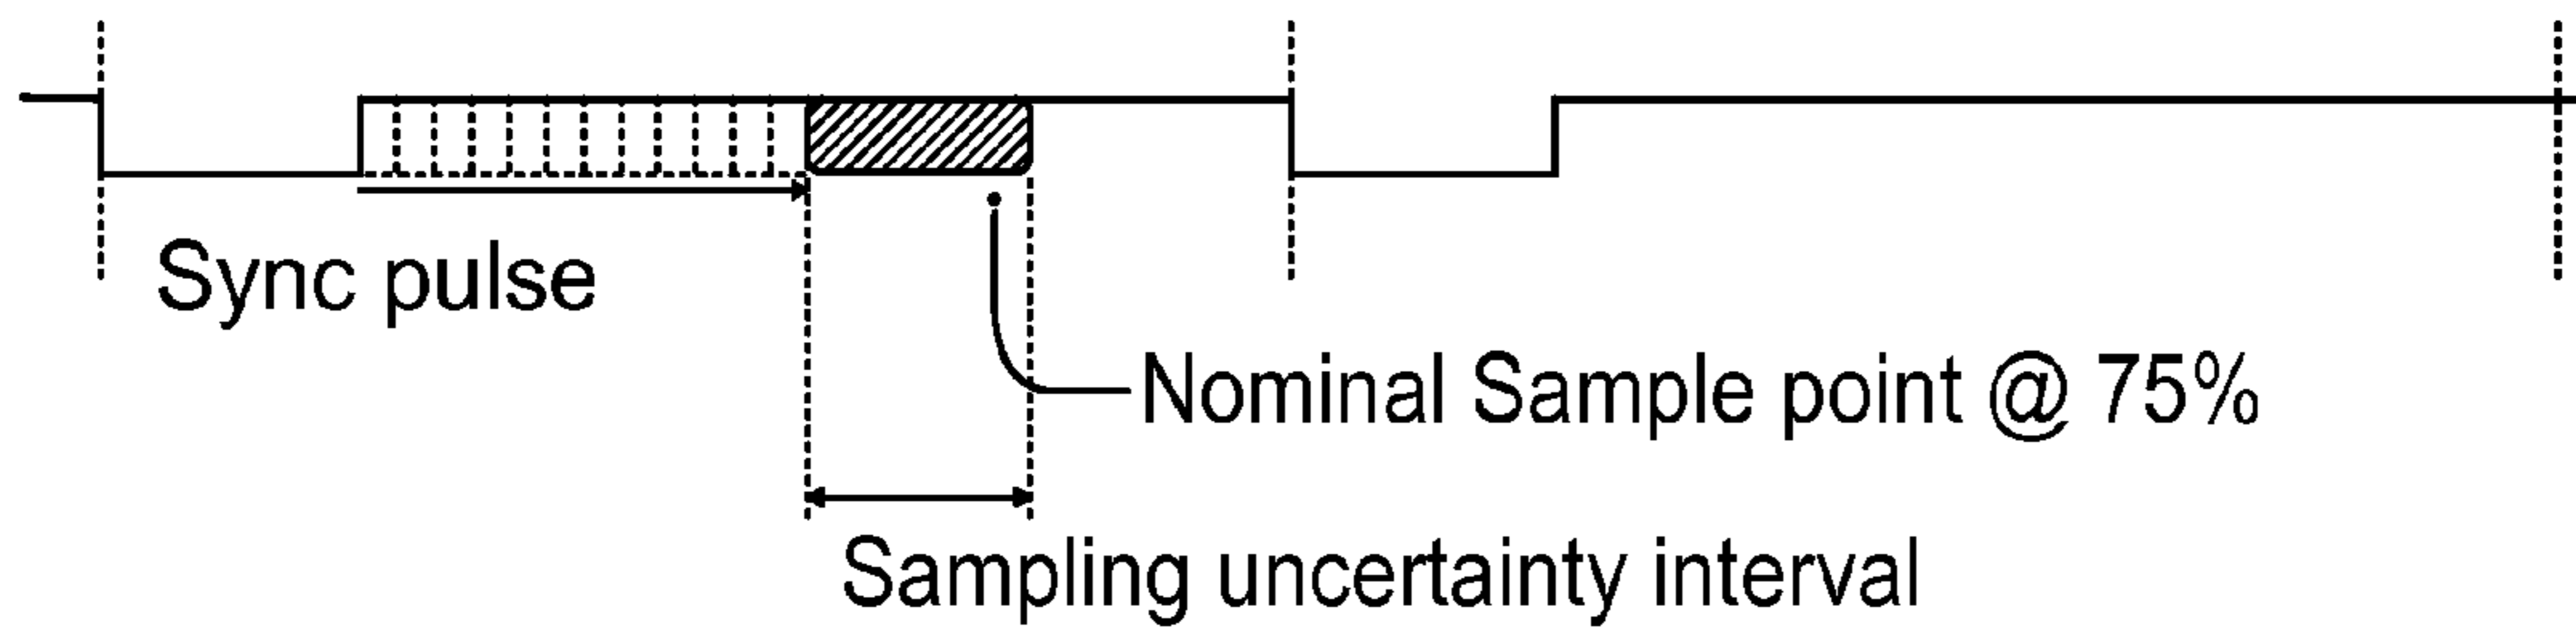 Sync pulse
Nominal Sample point @ 75%
Sampling uncertainty interval